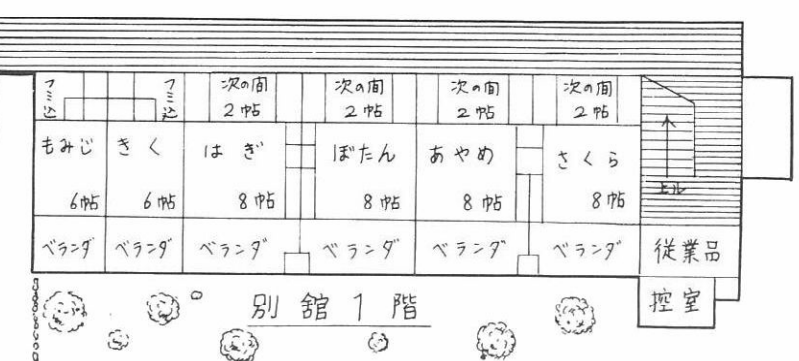 フミ込 フミ込 次の間 次の間 次の間 次の間
2帖 2帖 2帖 2帖
もみじ きく はぎ ぼたん あやめ さくら
6帖 6帖 8帖 8帖 8帖 8帖
上ル
ベランダ ベランダ ベランダ ベランダ ベランダ ベランダ 従業品
控室
別舘1階